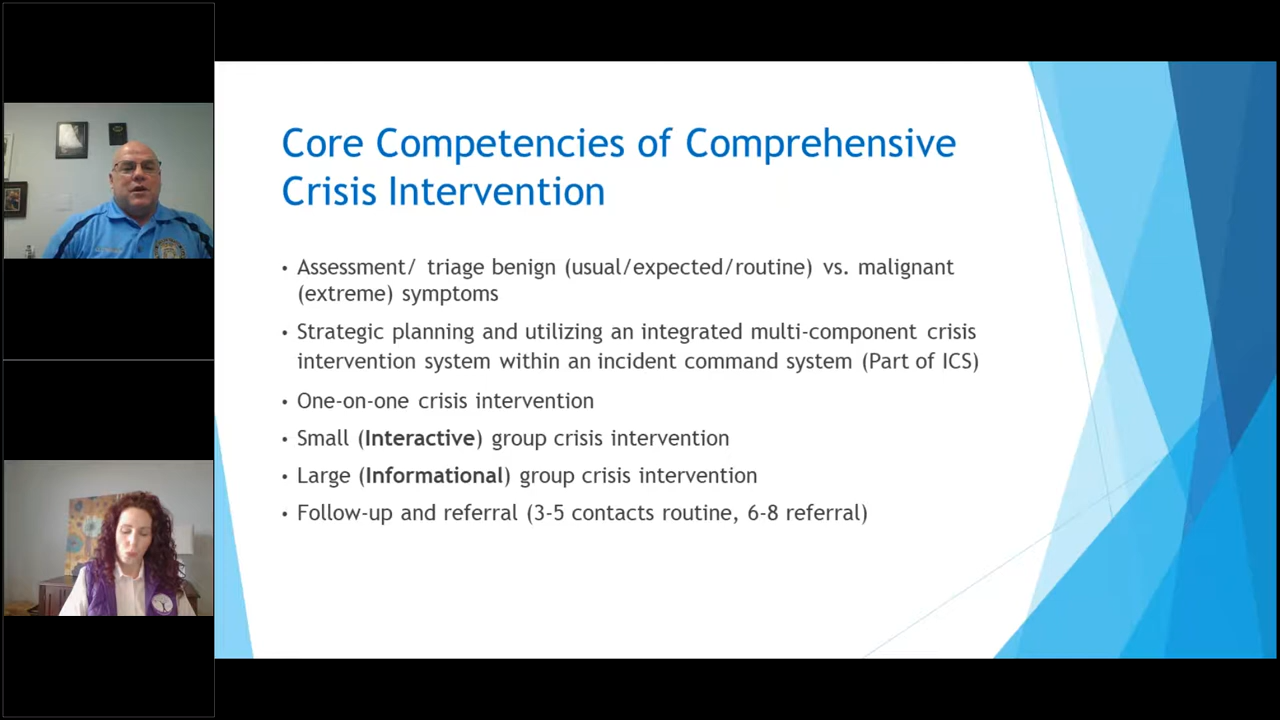 Core Competencies of Comprehensive
Crisis Intervention
• Assessment/ triage benign (usual/expected/routine) vs. malignant
(extreme) symptoms
• Strategic planning and utilizing an integrated multi-component crisis
intervention system within an incident command system (Part of ICS)
• One-on-one crisis intervention
• Small (Interactive) group crisis intervention
• Large (Informational) group crisis intervention
• Follow-up and referral (3-5 contacts routine, 6-8 referral)